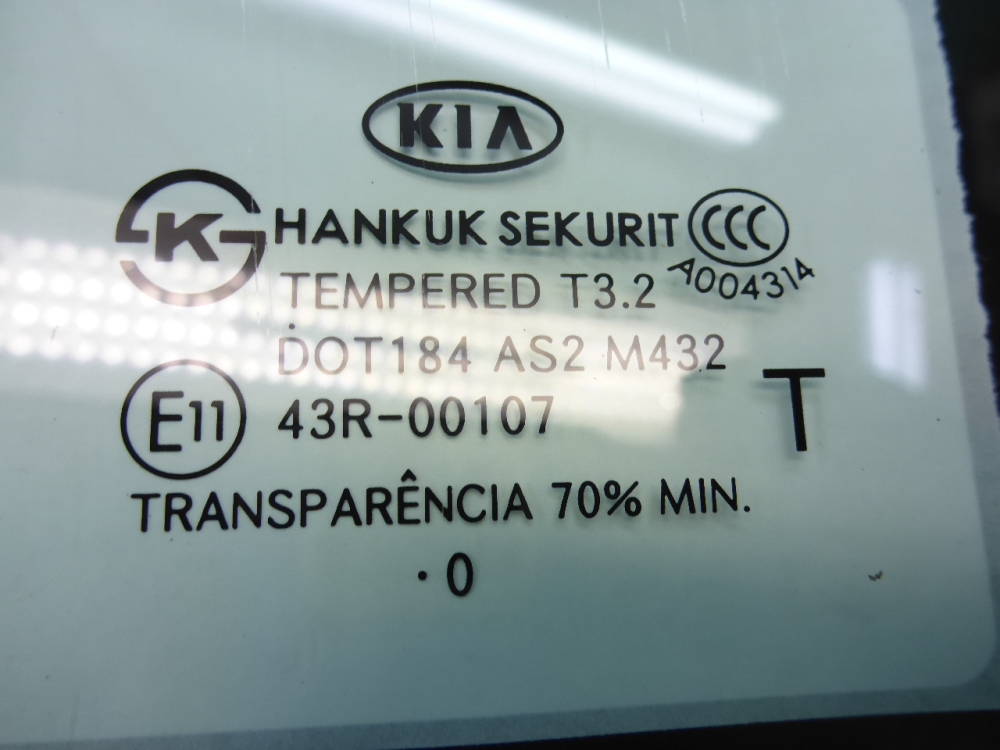 KIA
K HANKUK SEKURIT CCC
TEMPERED T3.2 A004314
DOT184 AS2 M432
E11 43R-00107 T
TRANSPARÊNCIA 70% MIN.
· 0